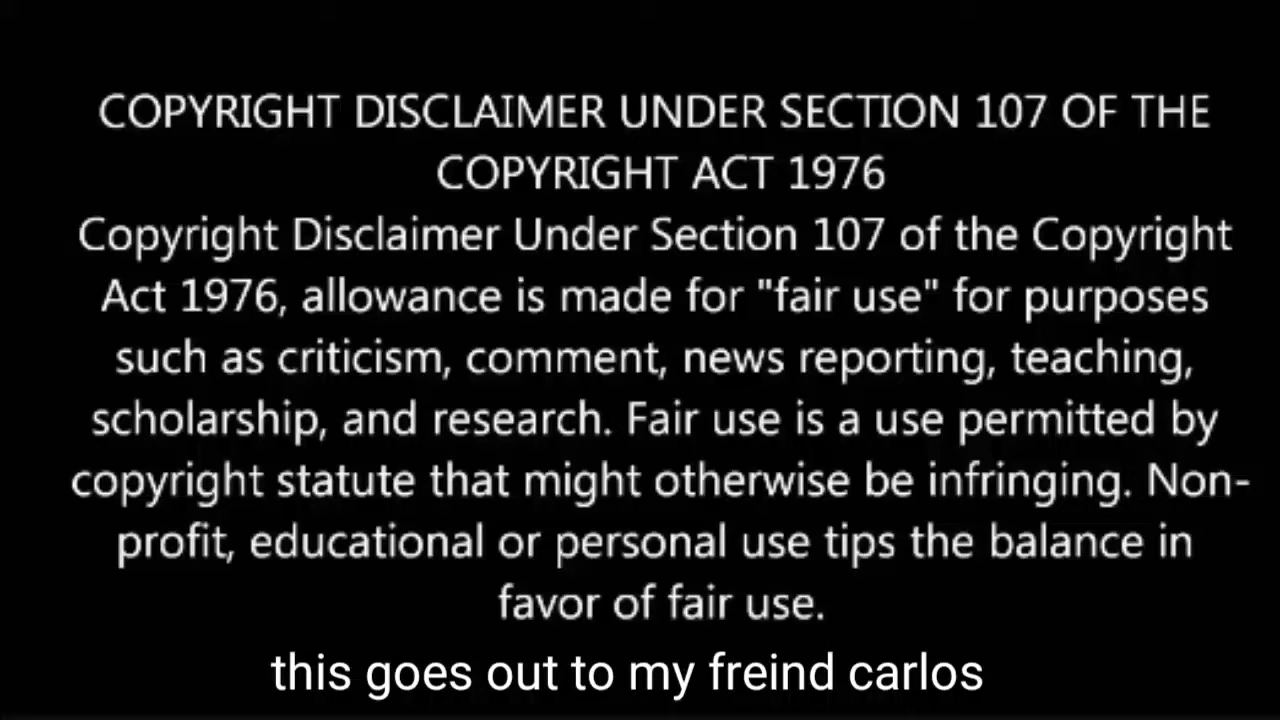 COPYRIGHT DISCLAIMER UNDER SECTION 107 OF THE
COPYRIGHT ACT 1976
Copyright Disclaimer Under Section 107 of the Copyright
Act 1976, allowance is made for "fair use" for purposes
such as criticism, comment, news reporting, teaching,
scholarship, and research. Fair use is a use permitted by
copyright statute that might otherwise be infringing. Non-
profit, educational or personal use tips the balance in
favor of fair use.
this goes out to my freind carlos